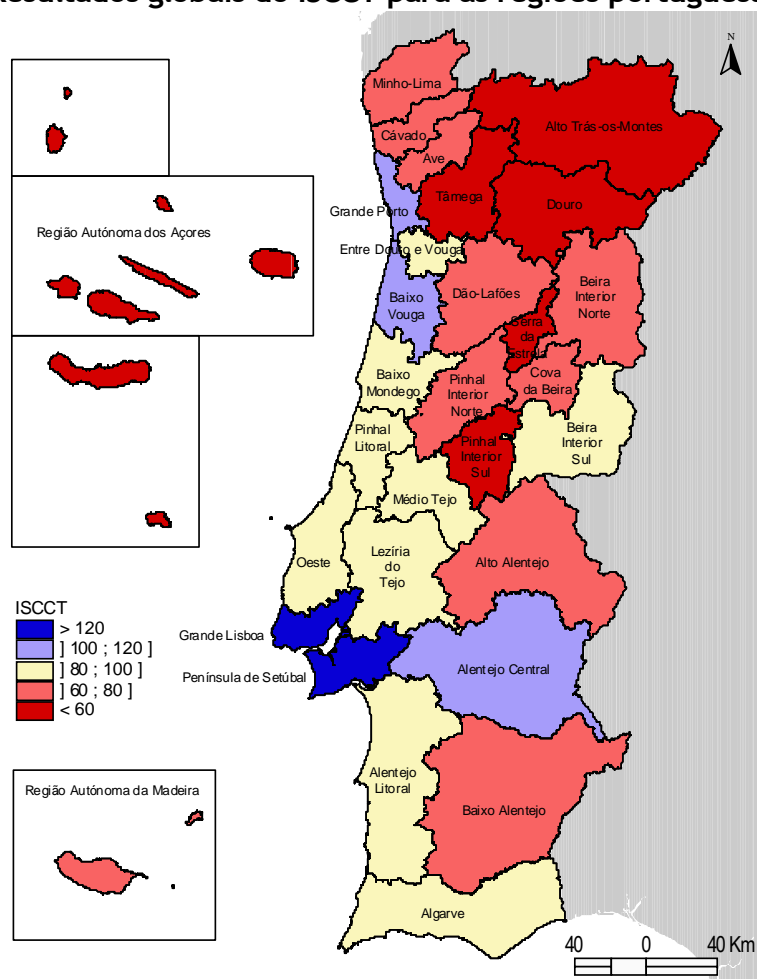 Resultados globais do ISCCT para as regiões portuguesas
N
Minho-Lima
Alto Trás-os-Montes
Cávado
Ave
Tâmega
Douro
Grande Porto
Região Autónoma dos Açores
Entre Douro e Vouga
Baixo
Vouga
Dão-Lafões
Beira
Interior
Norte
Serra
da
Estrela
Baixo
Mondego
Pinhal
Interior
Norte
Cova
da Beira
Pinhal
Litoral
Pinhal
Interior
Sul
Beira
Interior
Sul
Médio Tejo
Oeste
Lezíria
do
Tejo
Alto Alentejo
ISCCT
> 120
] 100 ; 120 ]
] 80 ; 100 ]
] 60 ; 80 ]
< 60
Grande Lisboa
Península de Setúbal
Alentejo Central
Região Autónoma da Madeira
Alentejo
Litoral
Baixo Alentejo
Algarve
40 0 40 Km